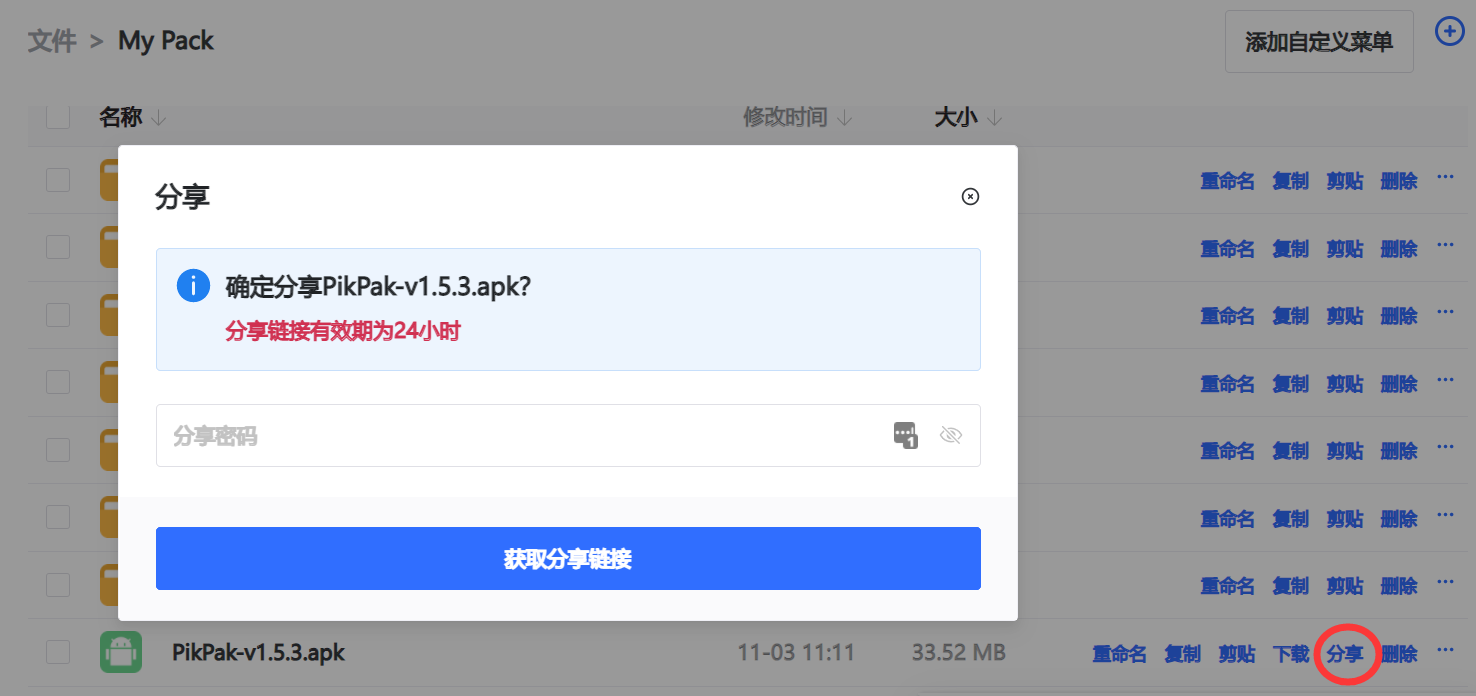 文件 > My Pack
添加自定义菜单
名称 修改时间 大小
重命名 复制 剪贴 删除 ···
重命名 复制 剪贴 删除 ···
重命名 复制 剪贴 删除 ···
重命名 复制 剪贴 删除 ···
重命名 复制 剪贴 删除 ···
重命名 复制 剪贴 删除 ···
重命名 复制 剪贴 删除 ···
分享
确定分享PikPak-v1.5.3.apk?
分享链接有效期为24小时
分享密码
1
获取分享链接
PikPak-v1.5.3.apk 11-03 11:11 33.52 MB 重命名 复制 剪贴 下载 分享 删除 ···